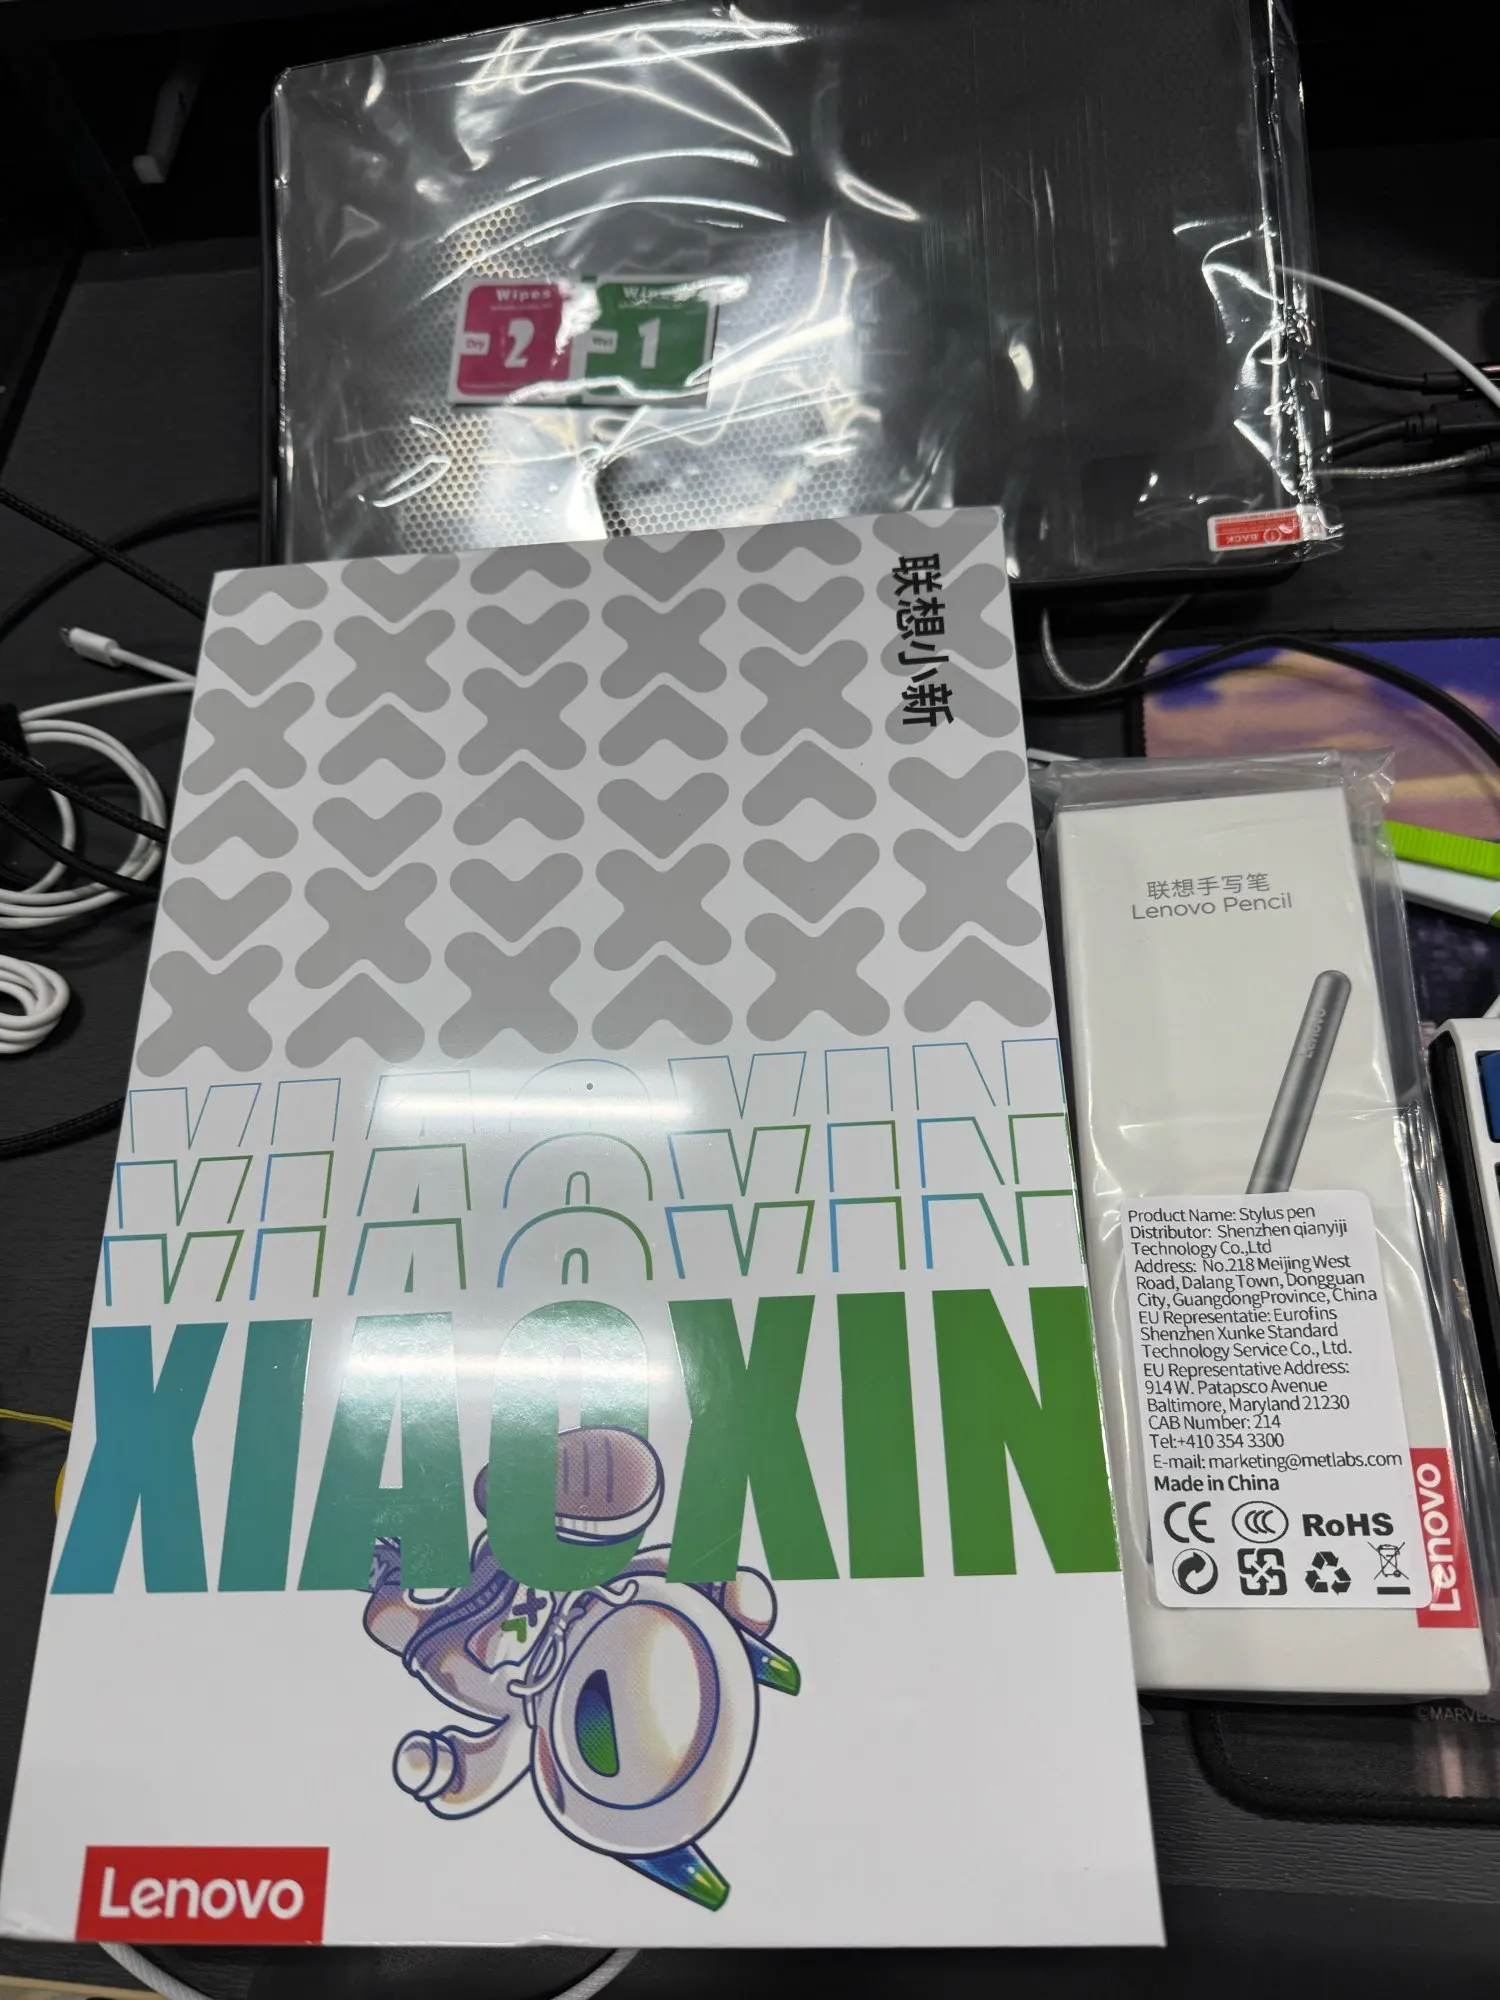 Wipes
Dry
2
Wipes
Wet
1
BACK
联想小新
XIAOXIN
XIAOXIN
XIAOXIN
XIAOXIN
Lenovo
联想手写笔
Lenovo Pencil
Lenovo
Product Name: Stylus pen
Distributor: Shenzhen qianyiji
Technology Co.,Ltd
Address: No.218 Meijing West
Road, Dalang Town, Dongguan
City, GuangdongProvince, China
EU Representatie: Eurofins
Shenzhen Xunke Standard
Technology Service Co., Ltd.
EU Representative Address:
914 W. Patapsco Avenue
Baltimore, Maryland 21230
CAB Number: 214
Tel:+410 354 3300
E-mail: marketing@metlabs.com
Made in China
CE CCC RoHS
Lenovo
©MARVEL